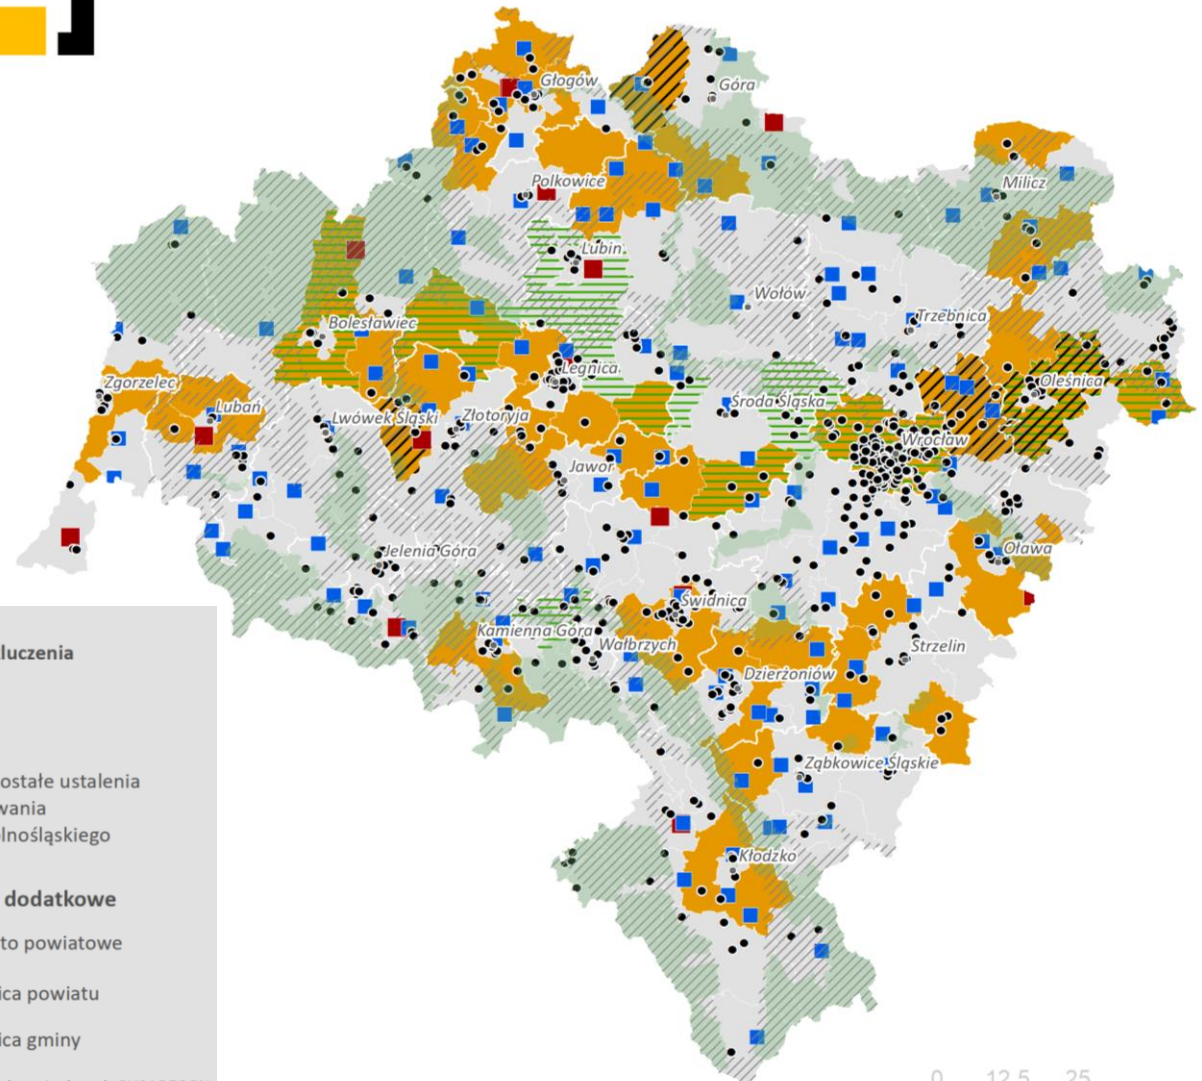 Głogów
Góra
Polkowice
Milicz
Lubin
Wołów
Trzebnica
Bolesławiec
Legnica
Oleśnica
Zgorzelec
Lubań
Lwówek Śląski
Złotoryja
Środa Śląska
Wrocław
Jawor
Jelenia Góra
Oława
Świdnica
Kamienna Góra
Wałbrzych
Strzelin
Dzierżoniów
Ząbkowice Śląskie
Kłodzko
luczenia
ostałe ustalenia
wania
lnośląskiego
dodatkowe
to powiatowe
ica powiatu
ica gminy
0 12,5 25